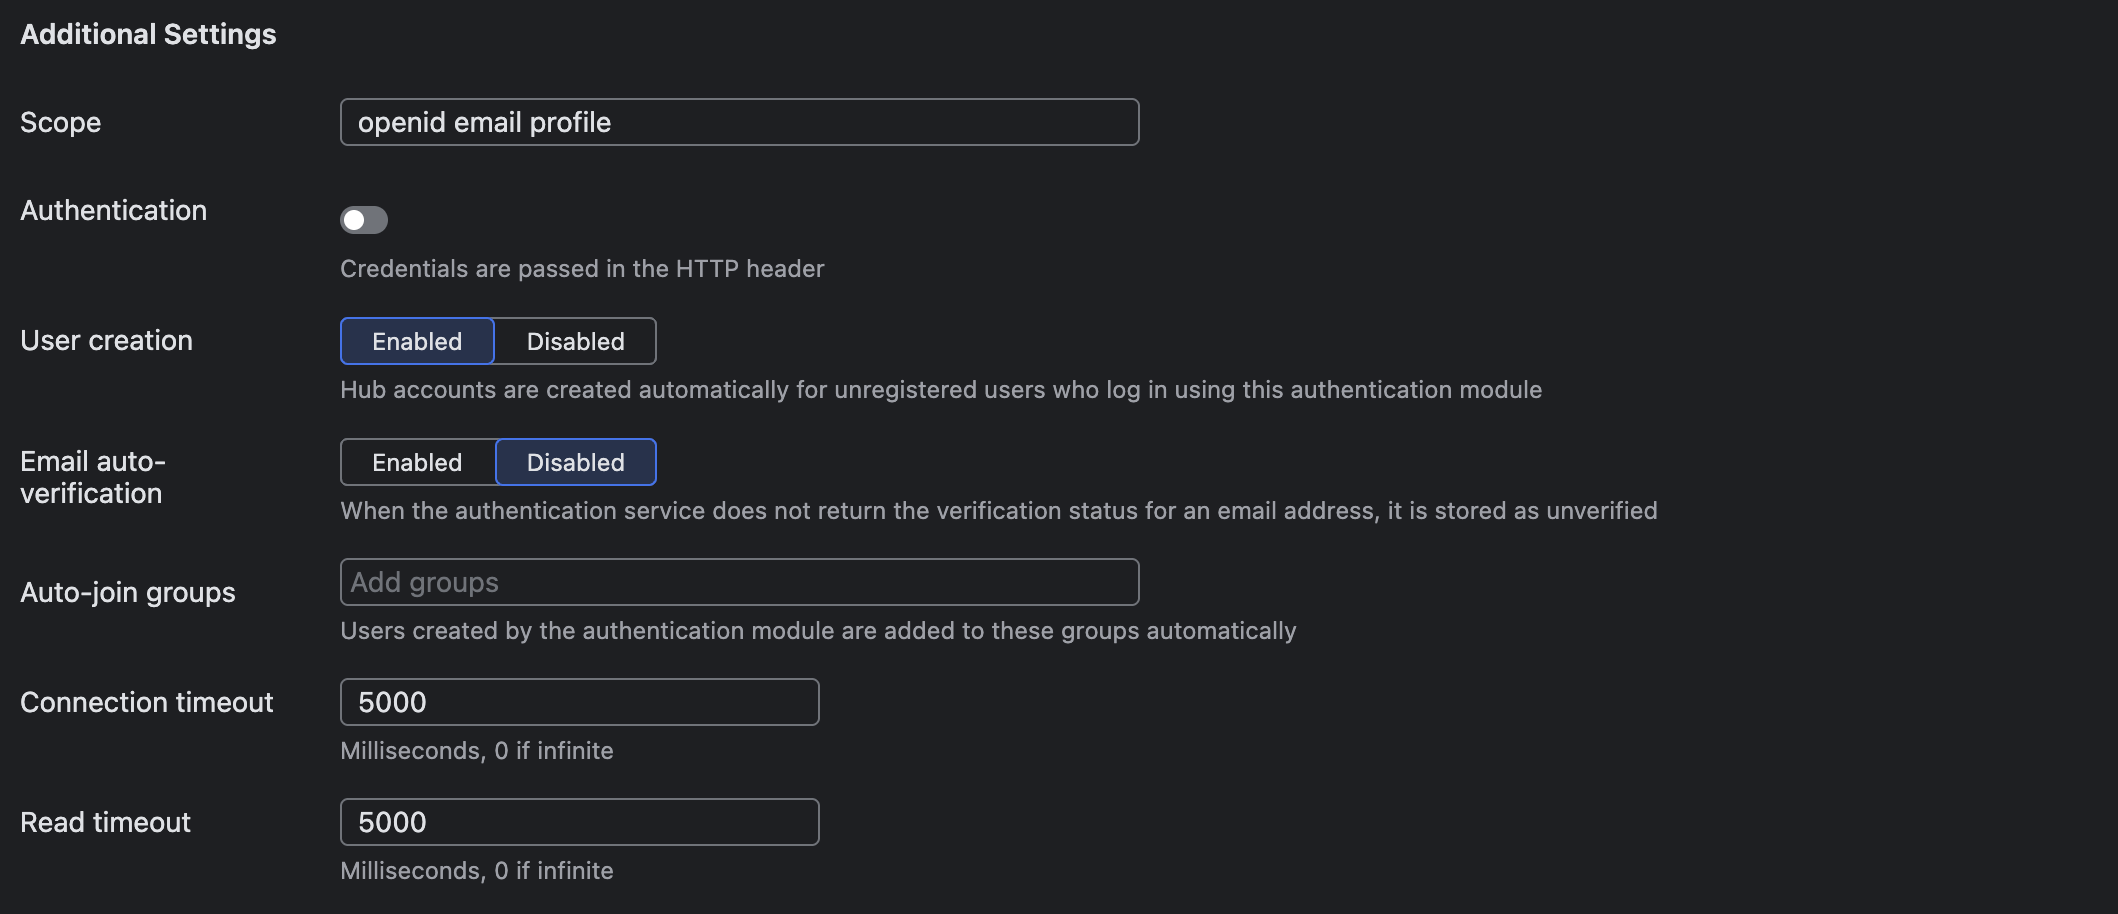 Additional Settings
Scope
openid email profile
Authentication
Credentials are passed in the HTTP header
User creation
Enabled
Disabled
Hub accounts are created automatically for unregistered users who log in using this authentication module
Email auto-
verification
Enabled
Disabled
When the authentication service does not return the verification status for an email address, it is stored as unverified
Auto-join groups
Add groups
Users created by the authentication module are added to these groups automatically
Connection timeout
5000
Milliseconds, 0 if infinite
Read timeout
5000
Milliseconds, 0 if infinite